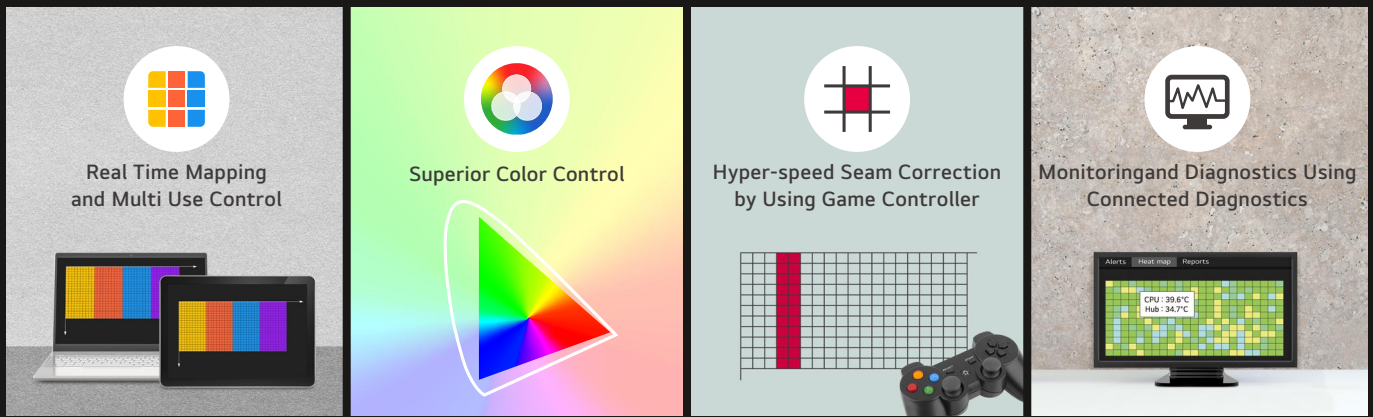 Real Time Mapping
and Multi Use Control
Superior Color Control
Hyper-speed Seam Correction
by Using Game Controller
Monitoringand Diagnostics Using
Connected Diagnostics
Alerts Heat map Reports
CPU : 39.6°C
Hub : 34.7°C